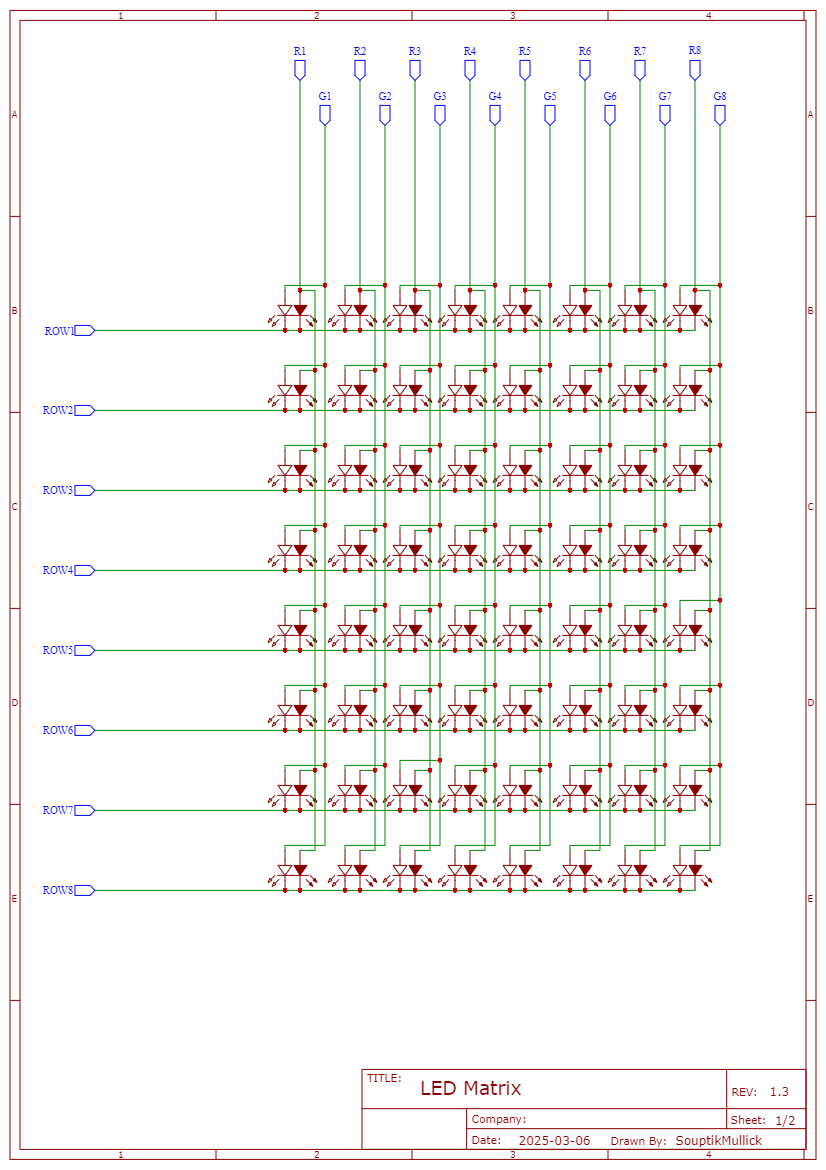 1 2 3 4
R1 R2 R3 R4 R5 R6 R7 R8
G1 G2 G3 G4 G5 G6 G7 G8
A A
B B
ROW1
ROW2
ROW3
C C
ROW4
ROW5
D D
ROW6
ROW7
ROW8
E E
TITLE: LED Matrix
REV: 1.3
Company:
Sheet: 1/2
Date: 2025-03-06 Drawn By: SouptikMullick
1 2 3 4